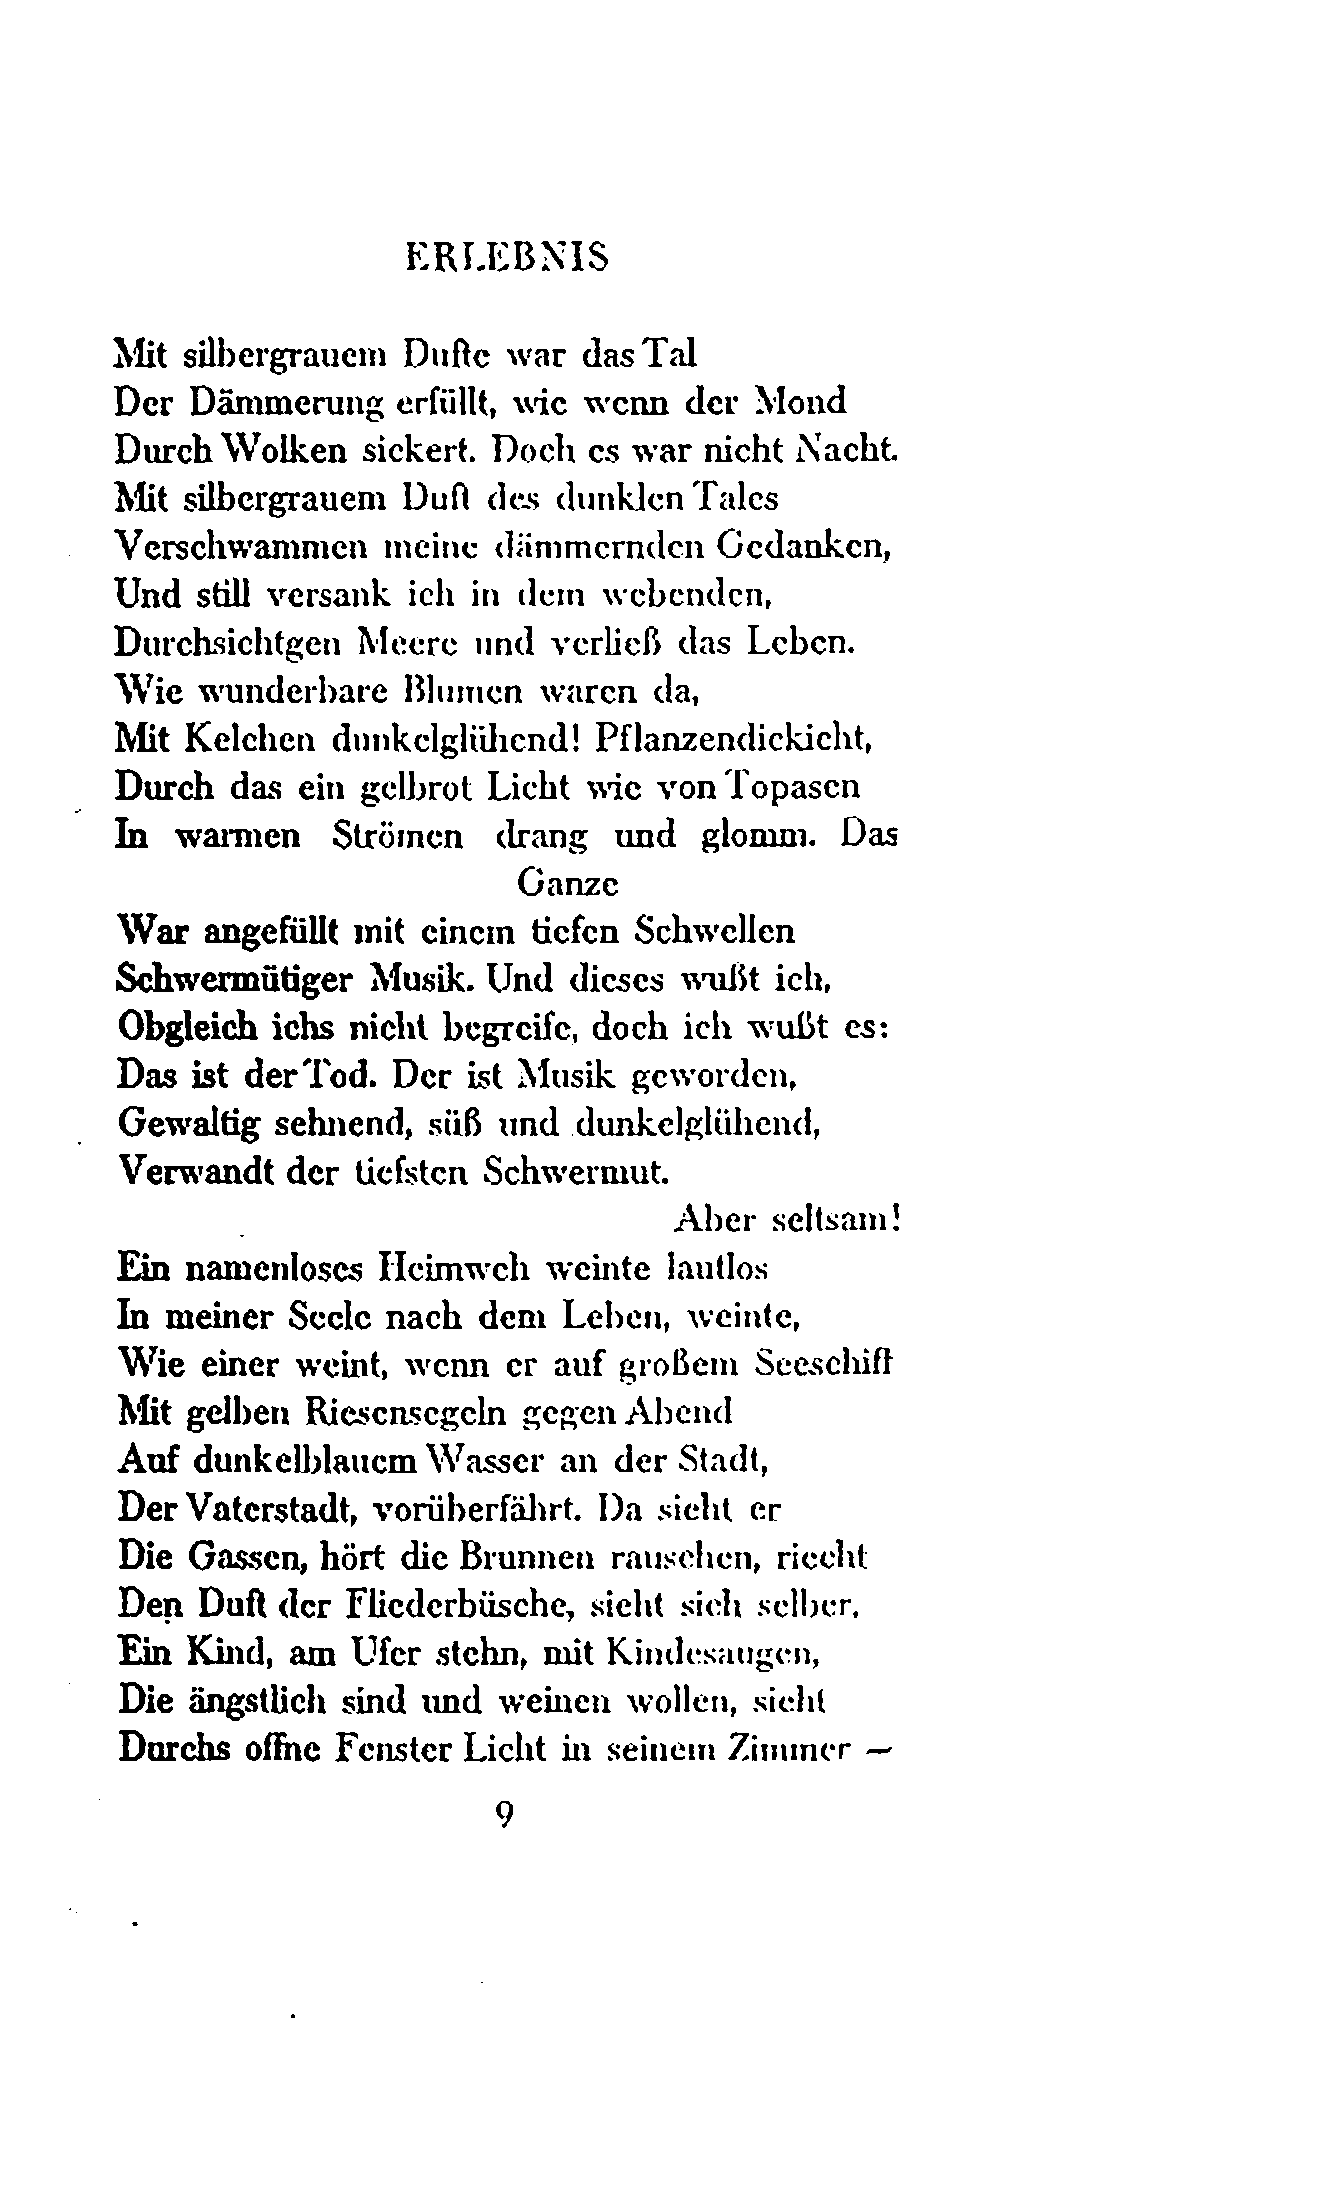 ERLEBNIS
Mit silbergrauem Dufte war das Tal
Der Dämmerung erfüllt, wie wenn der Mond
Durch Wolken sickert. Doch es war nicht Nacht.
Mit silbergrauem Duft des dunklen Tales
Verschwammen meine dämmernden Gedanken,
Und still versank ich in dem webenden,
Durchsichtgen Meere und verließ das Leben.
Wie wunderbare Blumen waren da,
Mit Kelchen dunkelglühend! Pflanzendickicht,
Durch das ein gelbrot Licht wie von Topasen
In warmen Strömen drang und glomm. Das
Ganze
War angefüllt mit einem tiefen Schwellen
Schwermütiger Musik. Und dieses wußt ich,
Obgleich ichs nicht begreife, doch ich wußt es:
Das ist der Tod. Der ist Musik geworden,
Gewaltig sehnend, süß und dunkelglühend,
Verwandt der tiefsten Schwermut.
Aber seltsam!
Ein namenloses Heimweh weinte lautlos
In meiner Seele nach dem Leben, weinte,
Wie einer weint, wenn er auf großem Seeschiff
Mit gelben Riesensegeln gegen Abend
Auf dunkelblauem Wasser an der Stadt,
Der Vaterstadt, vorüberfährt. Da sieht er
Die Gassen, hört die Brunnen rauschen, riecht
Den Duft der Fliederbüsche, sieht sich selber,
Ein Kind, am Ufer stehn, mit Kindesaugen,
Die ängstlich sind und weinen wollen, sieht
Durchs offne Fenster Licht in seinem Zimmer –
9